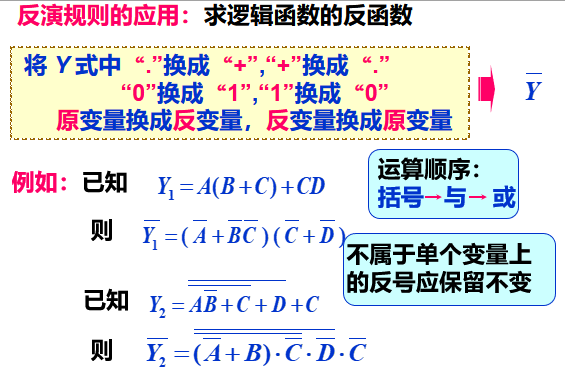 反演规则的应用：求逻辑函数的反函数
将 Y 式中 “.”换成 “+”,“+”换成 “.”
“0”换成 “1”,“1”换成 “0”
原变量换成反变量，反变量换成原变量
$\overline{Y}$
例如：已知 $Y_1 = A(B+C)+CD$
则 $\overline{Y_1} = (\overline{A}+\overline{B}\,\overline{C})(\overline{C}+\overline{D})$
运算顺序：
括号→与→ 或
不属于单个变量上
的反号应保留不变
已知 $Y_2 = \overline{\overline{A\overline{B}+C}+D}+C$
则 $\overline{Y_2} = \overline{\overline{(\overline{A}+B)\cdot\overline{C}}\cdot\overline{D}}\cdot\overline{C}$